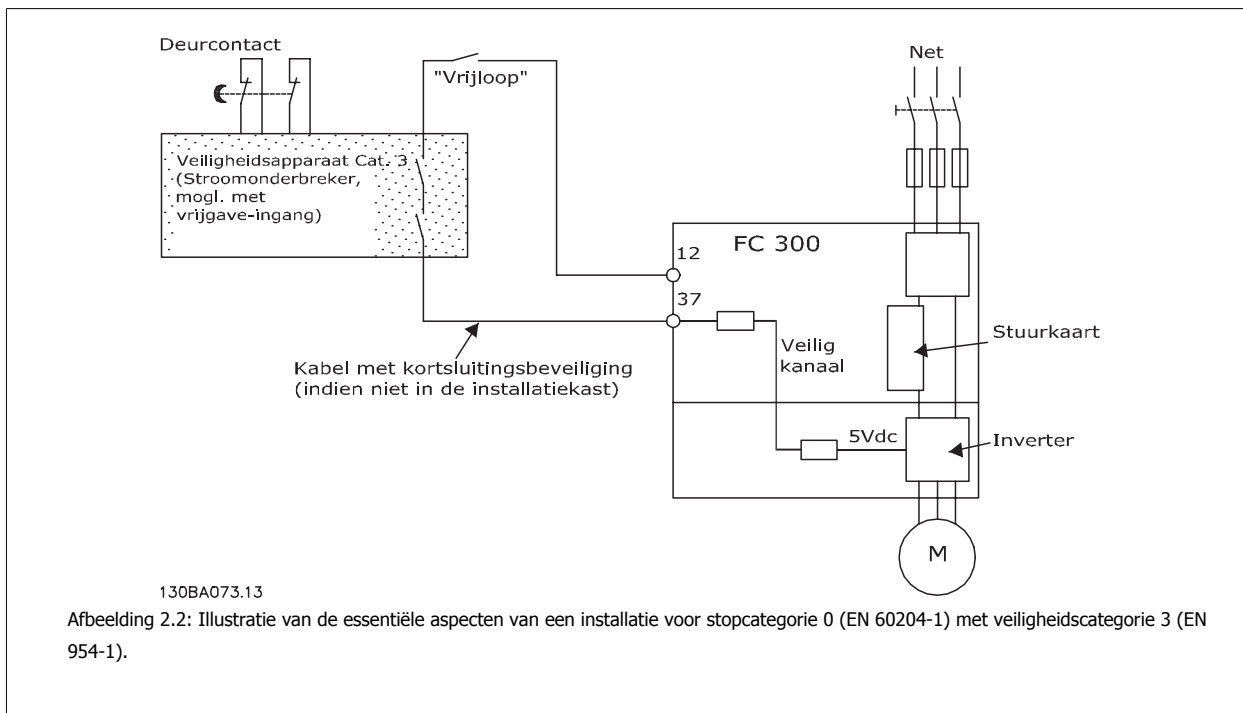 Deurcontact
"Vrijloop"
Net
Veiligheidsapparaat Cat. 3
(Stroomonderbreker,
mogl. met
vrijgave-ingang)
FC 300
12
37
Veilig
kanaal
Stuurkaart
Kabel met kortsluitingsbeveiliging
(indien niet in de installatiekast)
5Vdc
Inverter
M
130BA073.13
Afbeelding 2.2: Illustratie van de essentiële aspecten van een installatie voor stopcategorie 0 (EN 60204-1) met veiligheidscategorie 3 (EN
954-1).